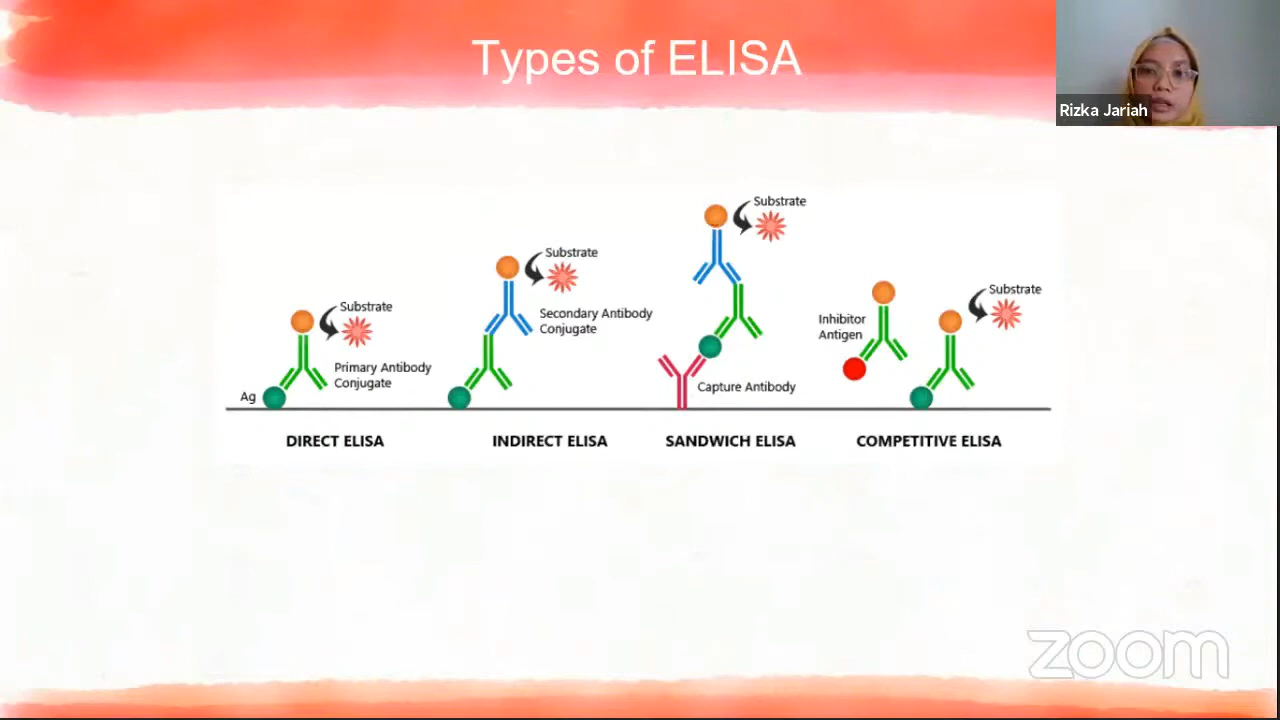 Types of ELISA
Rizka Jariah
Substrate
Primary Antibody
Conjugate
Ag
DIRECT ELISA
Substrate
Secondary Antibody
Conjugate
INDIRECT ELISA
Substrate
Capture Antibody
SANDWICH ELISA
Substrate
Inhibitor
Antigen
COMPETITIVE ELISA
zoom